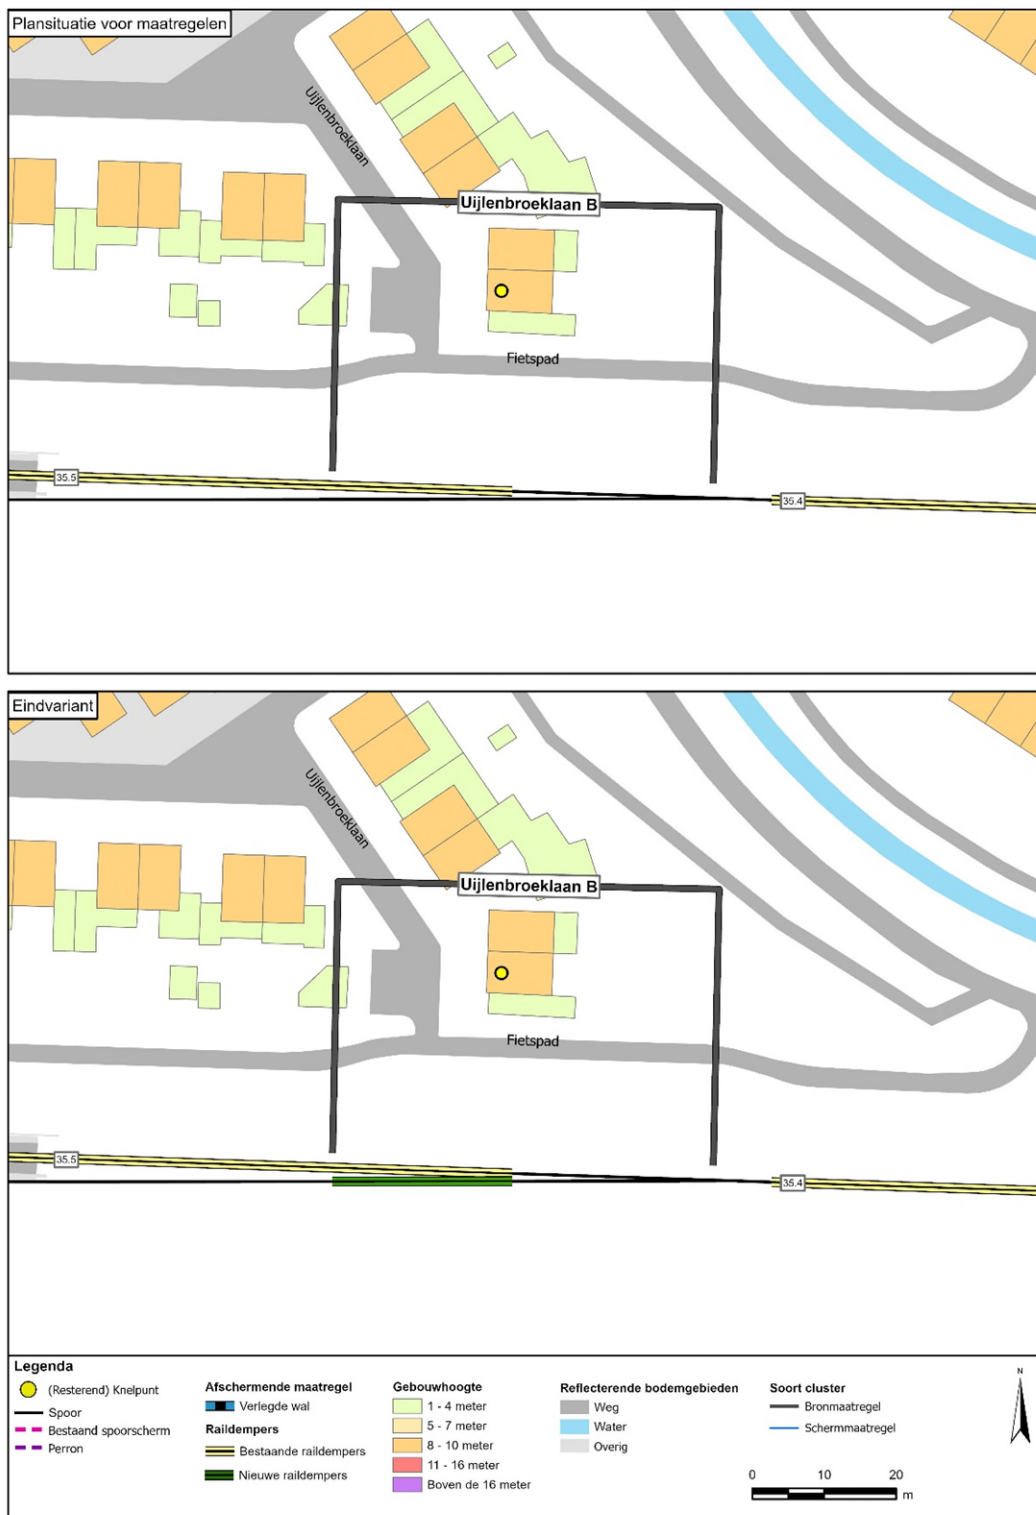 Plansituatie voor maatregelen
Uijlenbroeklaan
Uijlenbroeklaan B
Fietspad
35.5
35.4
Eindvariant
Uijlenbroeklaan
Uijlenbroeklaan B
Fietspad
35.5
35.4
Legenda
(Resterend) Knelpunt
Spoor
Bestaand spoorscherm
Perron
Afschermende maatregel
Verlegde wal
Raildempers
Bestaande raildempers
Nieuwe raildempers
Gebouwhoogte
1 - 4 meter
5 - 7 meter
8 - 10 meter
11 - 16 meter
Boven de 16 meter
Reflecterende bodemgebieden
Weg
Water
Overig
Soort cluster
Bronmaatregel
Schermmaatregel
N
0 10 20
m